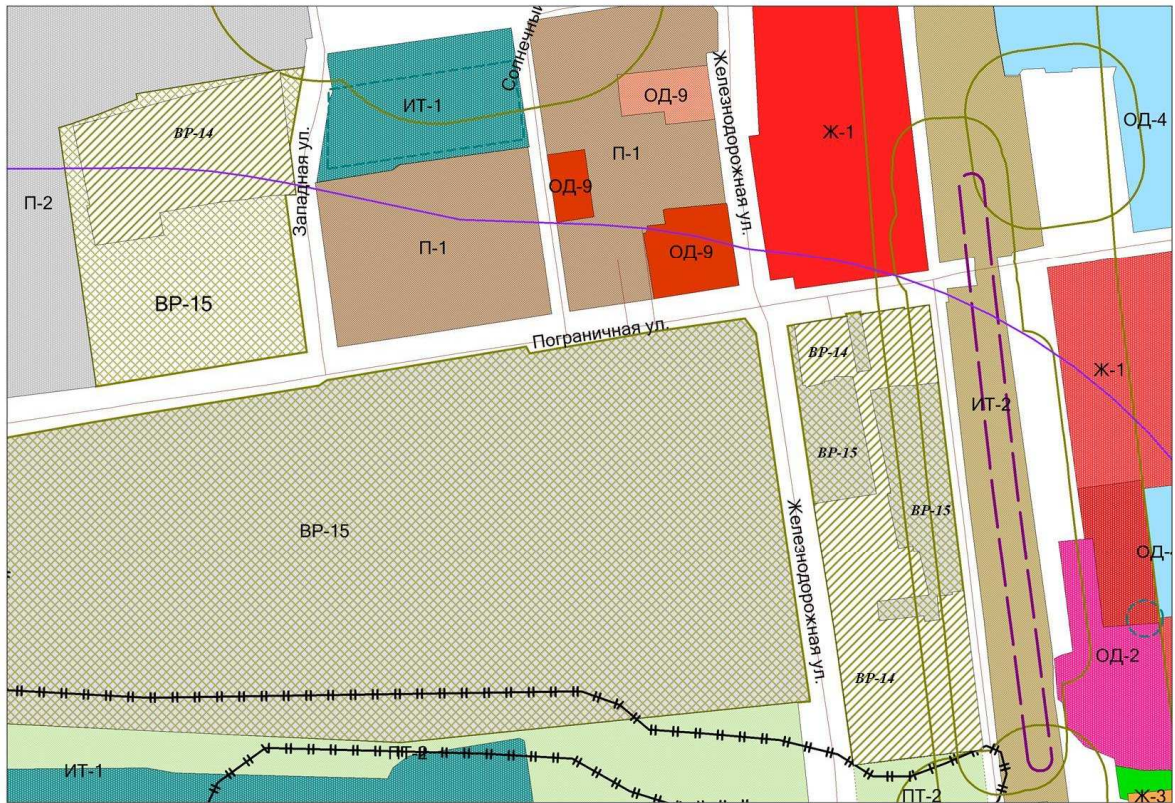 Солнечный
ИТ-1
ОД-9
Железнодорожная ул.
ОД-4
Ж-1
ВР-14
П-1
Западная ул.
ОД-9
П-2
П-1
ОД-9
ВР-15
Пограничная ул.
ВР-14
Ж-1
ИТ-2
ВР-15
ВР-15
ВР-15
Железнодорожная ул.
ОД-
ОД-2
ВР-14
ИТ-1
ПТ-2
Ж-3